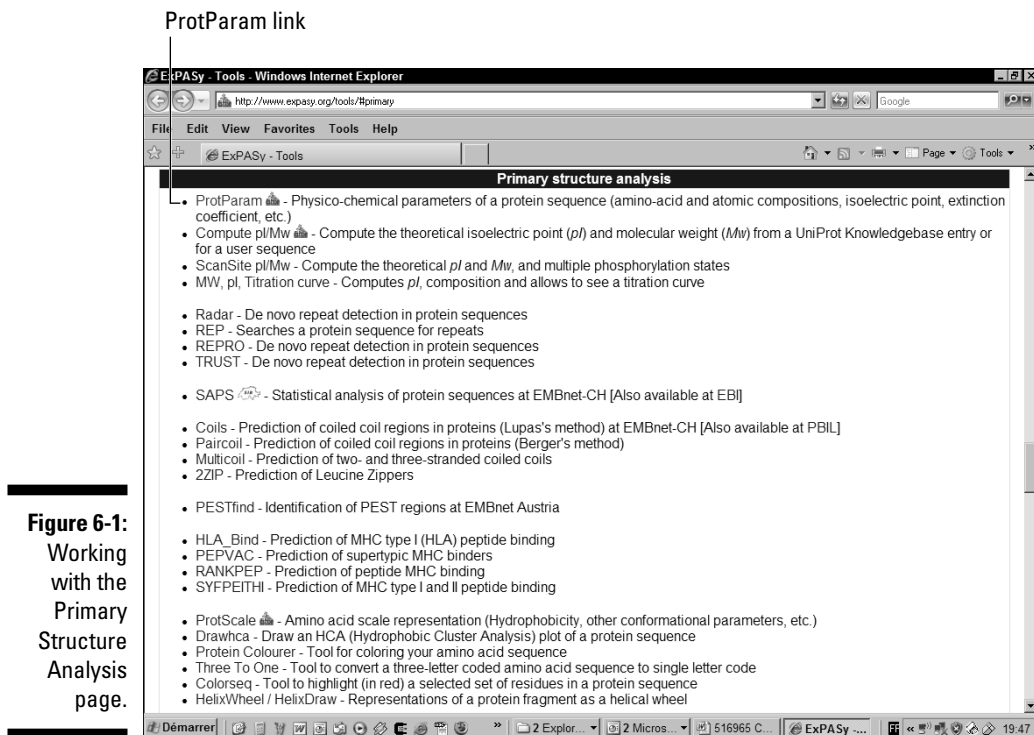 ProtParam link
ExPASy - Tools - Windows Internet Explorer
http://www.expasy.org/tools/#primary
Google
File Edit View Favorites Tools Help
ExPASy - Tools
Page
Tools
»
Primary structure analysis
• ProtParam - Physico-chemical parameters of a protein sequence (amino-acid and atomic compositions, isoelectric point, extinction
coefficient, etc.)
• Compute pI/Mw - Compute the theoretical isoelectric point (pI) and molecular weight (Mw) from a UniProt Knowledgebase entry or
for a user sequence
• ScanSite pI/Mw - Compute the theoretical pI and Mw, and multiple phosphorylation states
• MW, pI, Titration curve - Computes pI, composition and allows to see a titration curve
• Radar - De novo repeat detection in protein sequences
• REP - Searches a protein sequence for repeats
• REPRO - De novo repeat detection in protein sequences
• TRUST - De novo repeat detection in protein sequences
• SAPS - Statistical analysis of protein sequences at EMBnet-CH [Also available at EBI]
• Coils - Prediction of coiled coil regions in proteins (Lupas's method) at EMBnet-CH [Also available at PBIL]
• Paircoil - Prediction of coiled coil regions in proteins (Berger's method)
• Multicoil - Prediction of two- and three-stranded coiled coils
• 2ZIP - Prediction of Leucine Zippers
• PESTfind - Identification of PEST regions at EMBnet Austria
• HLA_Bind - Prediction of MHC type I (HLA) peptide binding
• PEPVAC - Prediction of supertypic MHC binders
• RANKPEP - Prediction of peptide MHC binding
• SYFPEITHI - Prediction of MHC type I and II peptide binding
• ProtScale - Amino acid scale representation (Hydrophobicity, other conformational parameters, etc.)
• Drawhca - Draw an HCA (Hydrophobic Cluster Analysis) plot of a protein sequence
• Protein Colourer - Tool for coloring your amino acid sequence
• Three To One - Tool to convert a three-letter coded amino acid sequence to single letter code
• Colorseq - Tool to highlight (in red) a selected set of residues in a protein sequence
• HelixWheel / HelixDraw - Representations of a protein fragment as a helical wheel
Démarrer » 2 Explor... 2 Micros... 516965 C... ExPASy -... FR « 19:47
Figure 6-1:
Working
with the
Primary
Structure
Analysis
page.